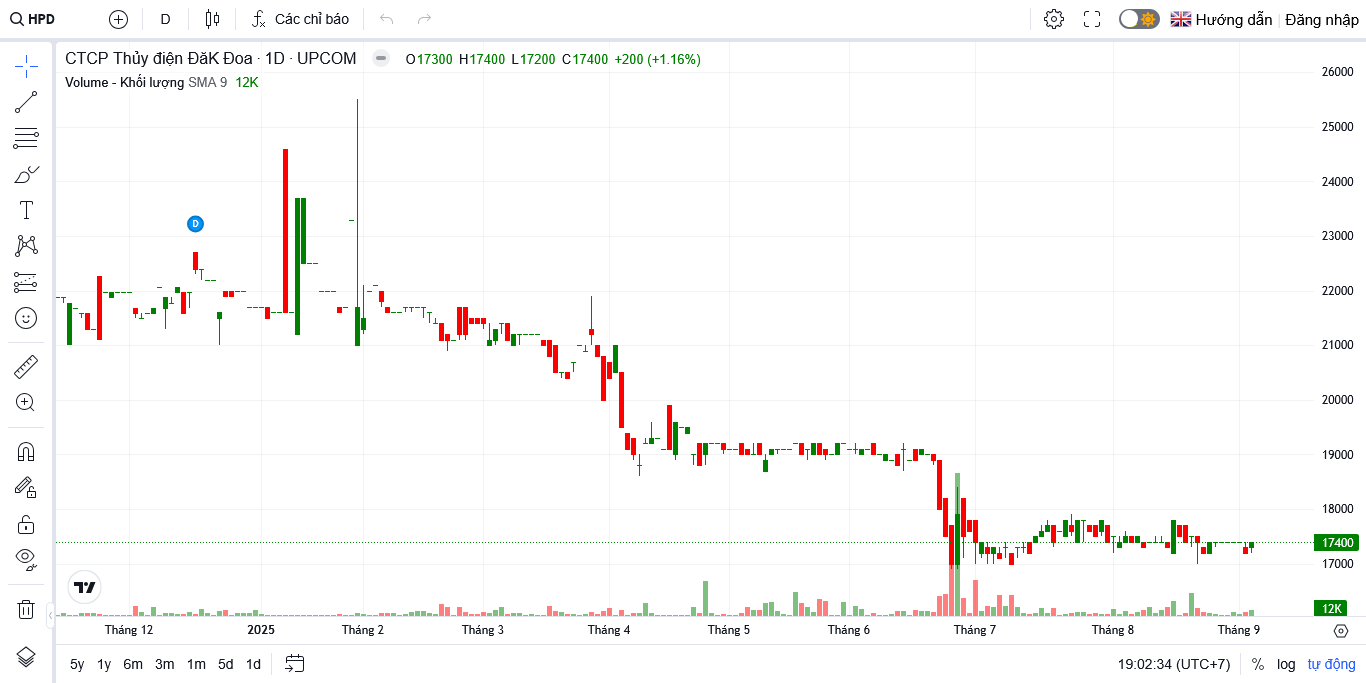 HPD D Các chỉ báo Hướng dẫn Đăng nhập
CTCP Thủy điện ĐăK Đoa · 1D · UPCOM O17300 H17400 L17200 C17400 +200 (+1.16%)
Volume - Khối lượng SMA 9 12K
D
26000
25000
24000
23000
22000
21000
20000
19000
18000
17400
17000
12K
Tháng 12 2025 Tháng 2 Tháng 3 Tháng 4 Tháng 5 Tháng 6 Tháng 7 Tháng 8 Tháng 9
5y 1y 6m 3m 1m 5d 1d 19:02:34 (UTC+7) % log tự động